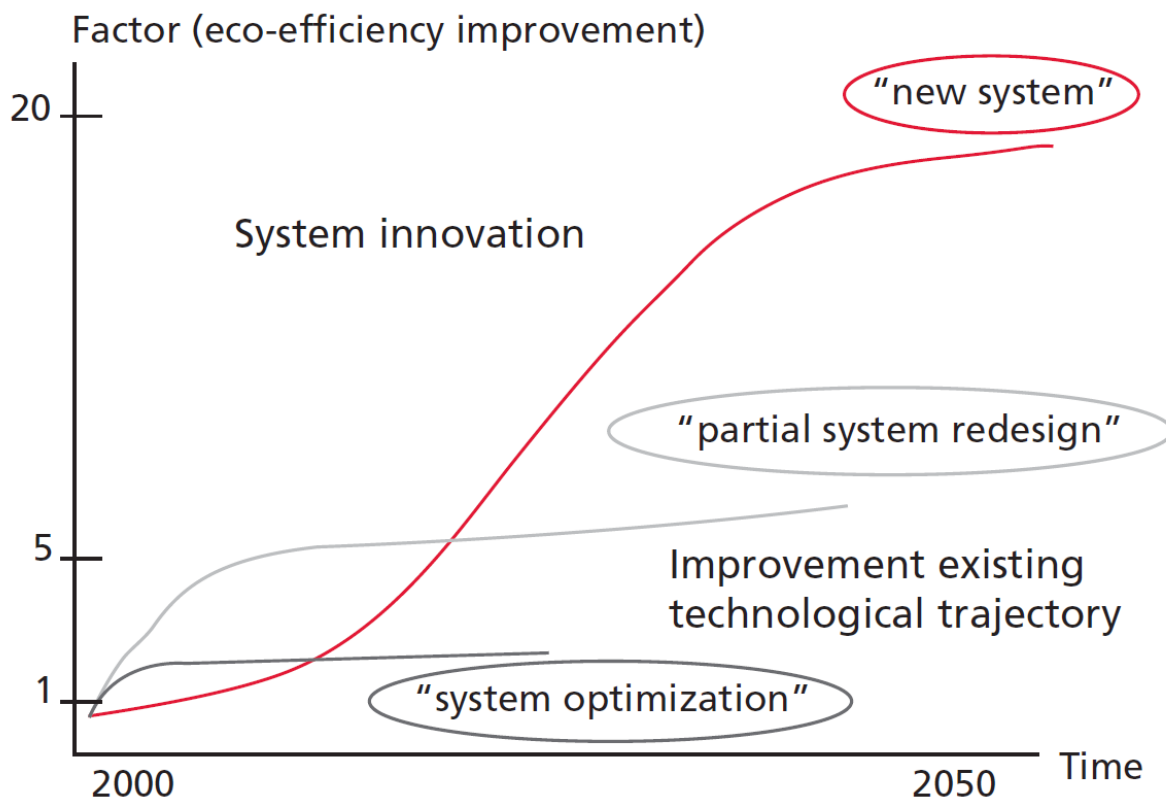 Factor (eco-efficiency improvement)
20
“new system”
System innovation
“partial system redesign”
5
Improvement existing
technological trajectory
1
“system optimization”
Time
2000
2050